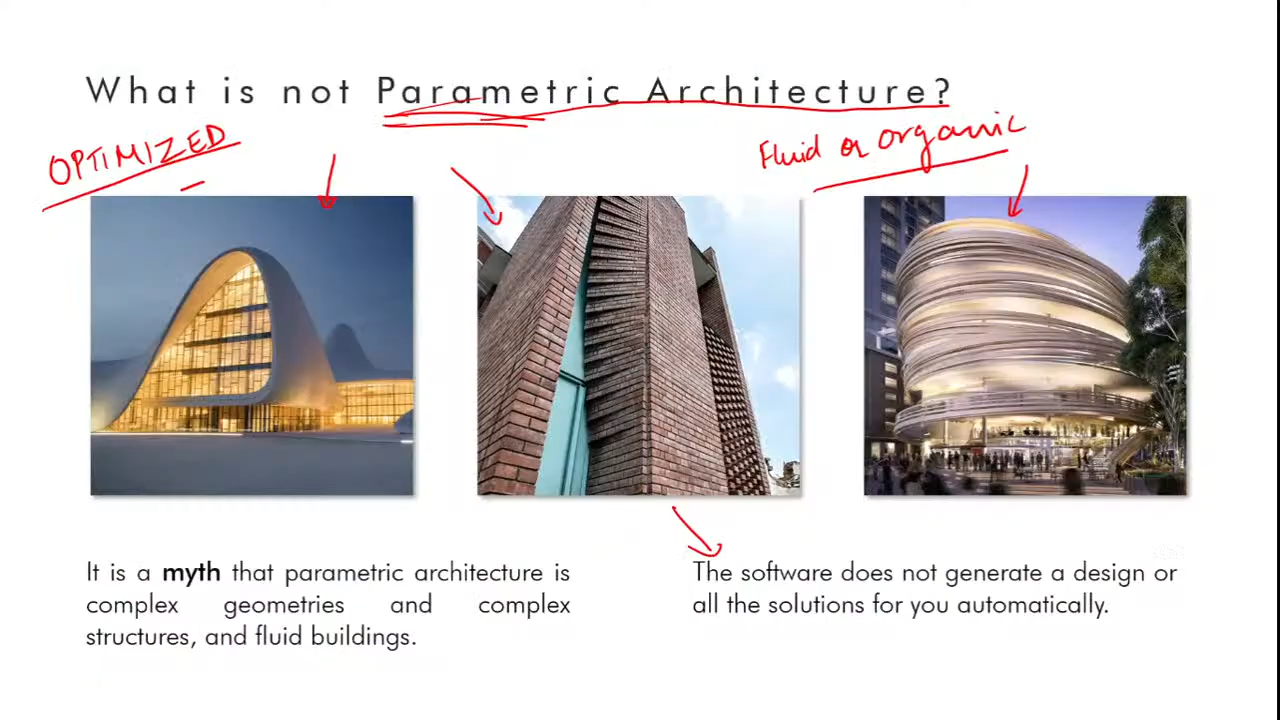 What is not Parametric Architecture?
OPTIMIZED
Fluid or organic
It is a myth that parametric architecture is
complex geometries and complex
structures, and fluid buildings.
The software does not generate a design or
all the solutions for you automatically.